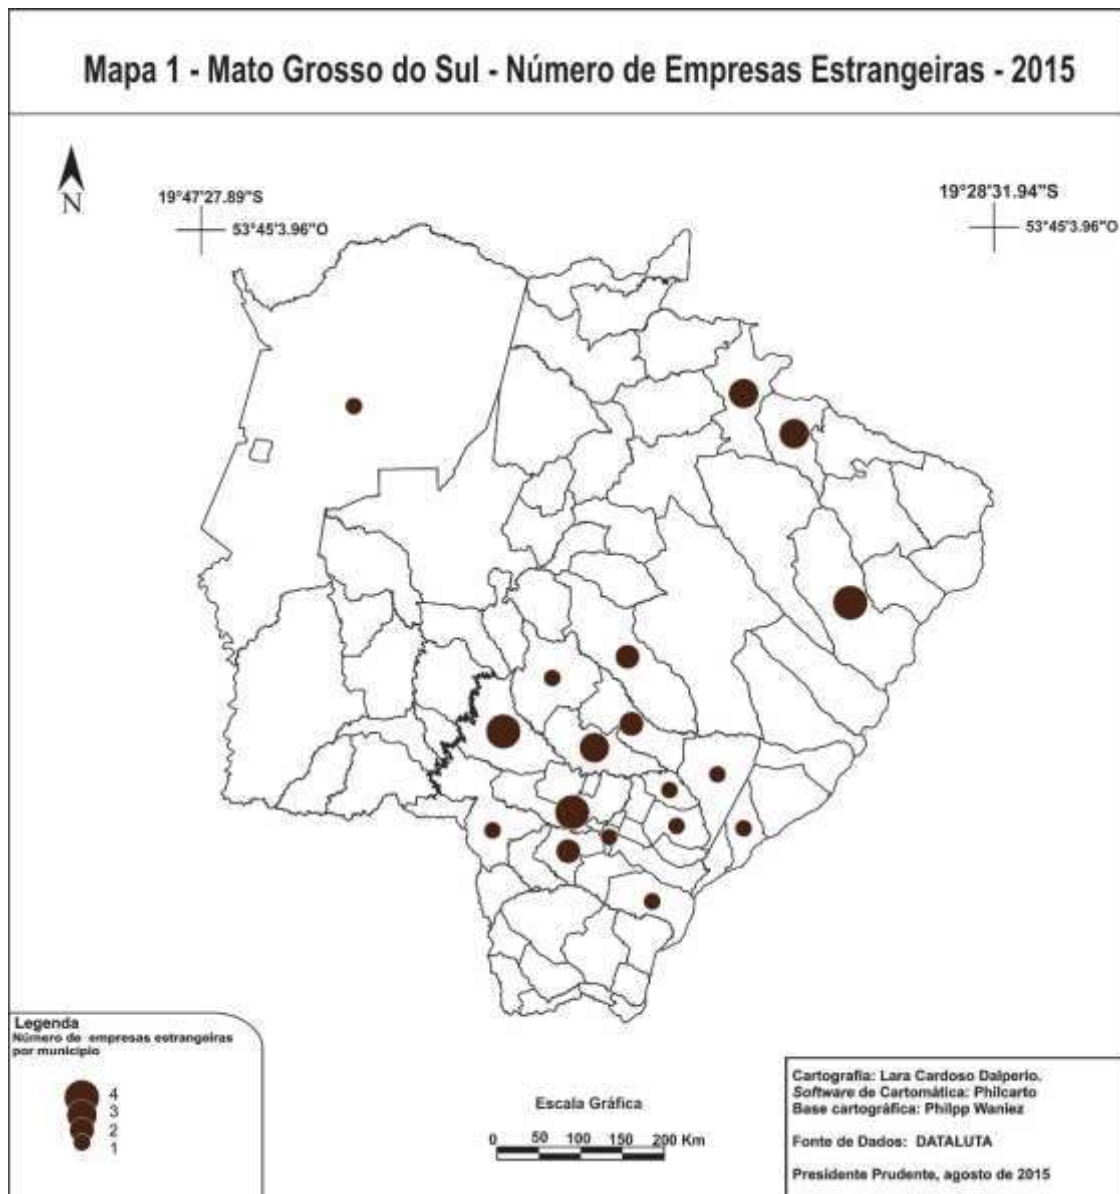 Mapa 1 - Mato Grosso do Sul - Número de Empresas Estrangeiras - 2015
N
19°47'27.89"S
53°45'3.96"O
19°28'31.94"S
53°45'3.96"O
Legenda
Número de empresas estrangeiras
por município
4
3
2
1
Escala Gráfica
0 50 100 150 200 Km
Cartografia: Lara Cardoso Dalperio.
Software de Cartomática: Philcarto
Base cartográfica: Philpp Waniez
Fonte de Dados: DATALUTA
Presidente Prudente, agosto de 2015